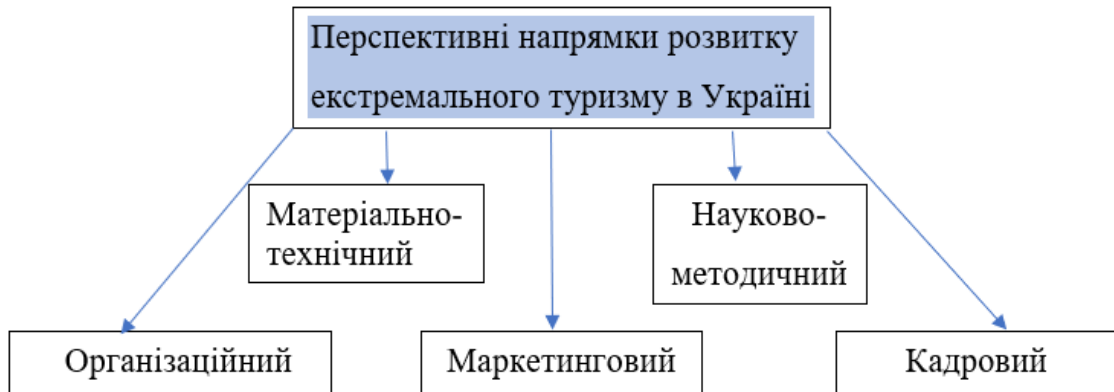 Перспективні напрямки розвитку
екстремального туризму в Україні
Матеріально-
технічний
Науково-
методичний
Організаційний
Маркетинговий
Кадровий